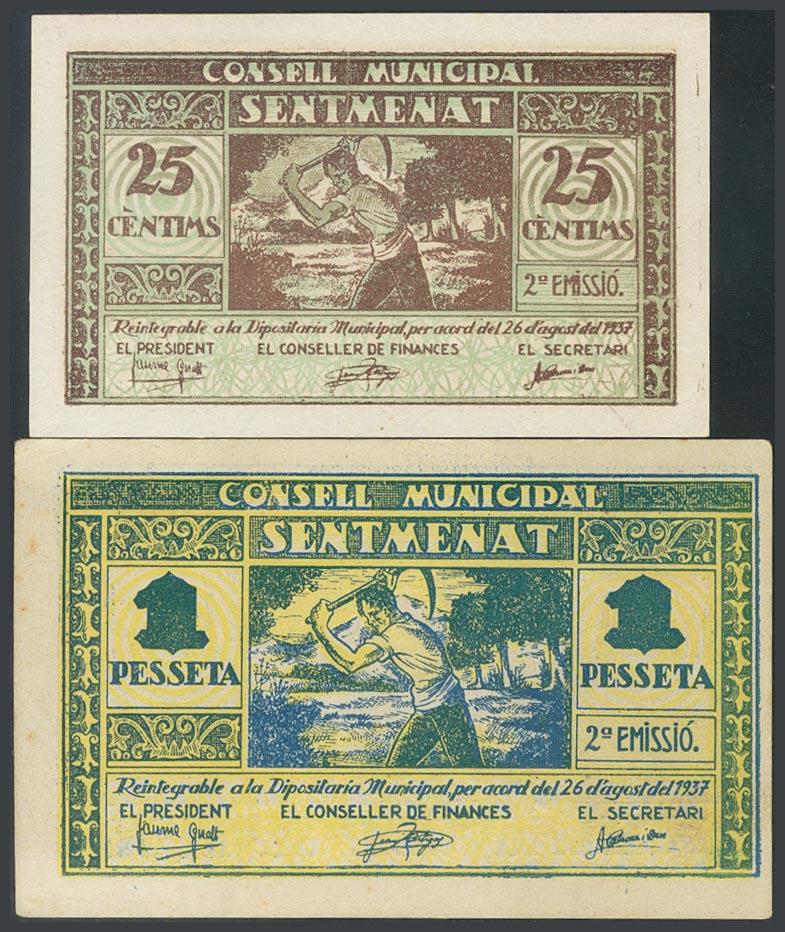 CONSELL MUNICIPAL
SENTMENAT
25 25
CÈNTIMS CÈNTIMS
2ª EMISSIÓ.
Reintegrable a la Dipositaría Municipal, per acord del 26 d'agost del 1937
EL PRESIDENT EL CONSELLER DE FINANCES EL SECRETARI
CONSELL MUNICIPAL
SENTMENAT
1 1
PESSETA PESSETA
2ª EMISSIÓ.
Reintegrable a la Dipositaría Municipal, per acord del 26 d'agost del 1937
EL PRESIDENT EL CONSELLER DE FINANCES EL SECRETARI